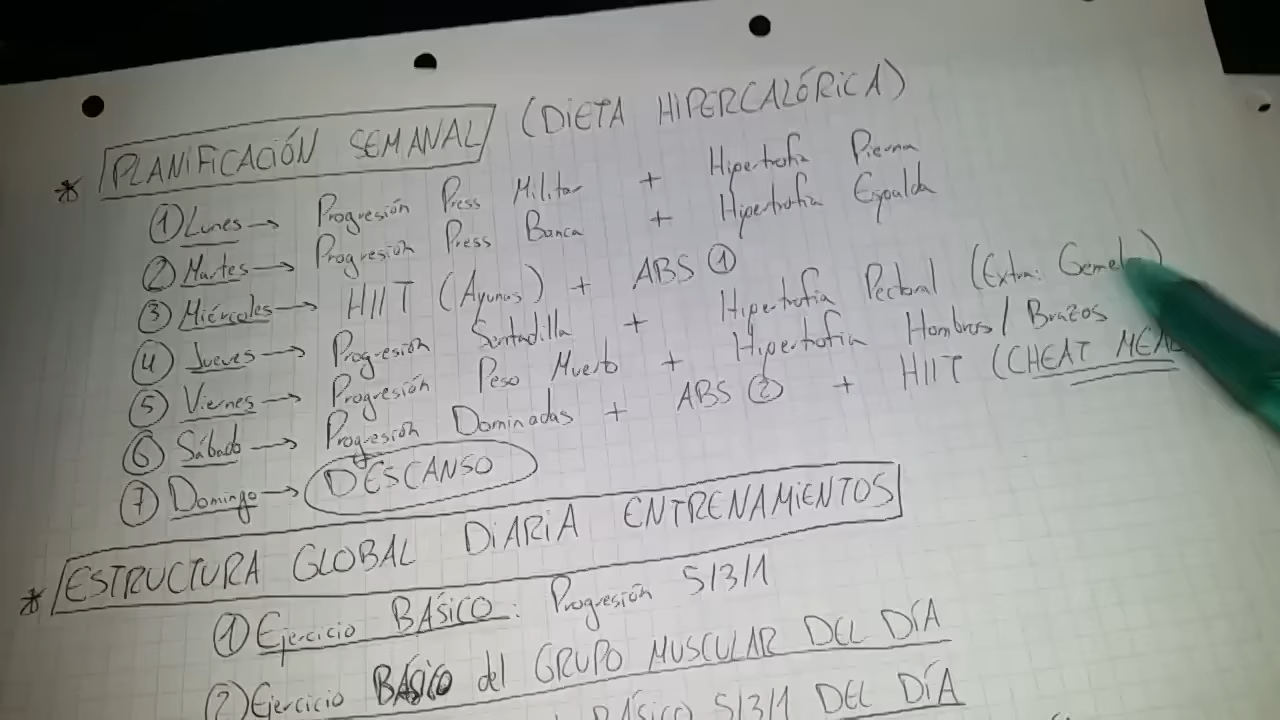 * PLANIFICACIÓN SEMANAL (DIETA HIPERCALÓRICA)
① Lunes → Progresión Press Militar + Hipertrofia Pierna
② Martes → Progresión Press Banca + Hipertrofia Espalda
③ Miércoles → HIIT (Ayunas) + ABS ①
④ Jueves → Progresión Sentadilla + Hipertrofia Pectoral (Extra: Gemelo)
⑤ Viernes → Progresión Peso Muerto + Hipertrofia Hombros/Brazos
⑥ Sábado → Progresión Dominadas + ABS ② + HIIT (CHEAT MEAL
⑦ Domingo → DESCANSO
* ESTRUCTURA GLOBAL DIARIA ENTRENAMIENTOS
① Ejercicio BÁSICO: Progresión 5/3/1
② Ejercicio BÁSICO del GRUPO MUSCULAR DEL DÍA
BÁSICO 5/3/1 DEL DÍA